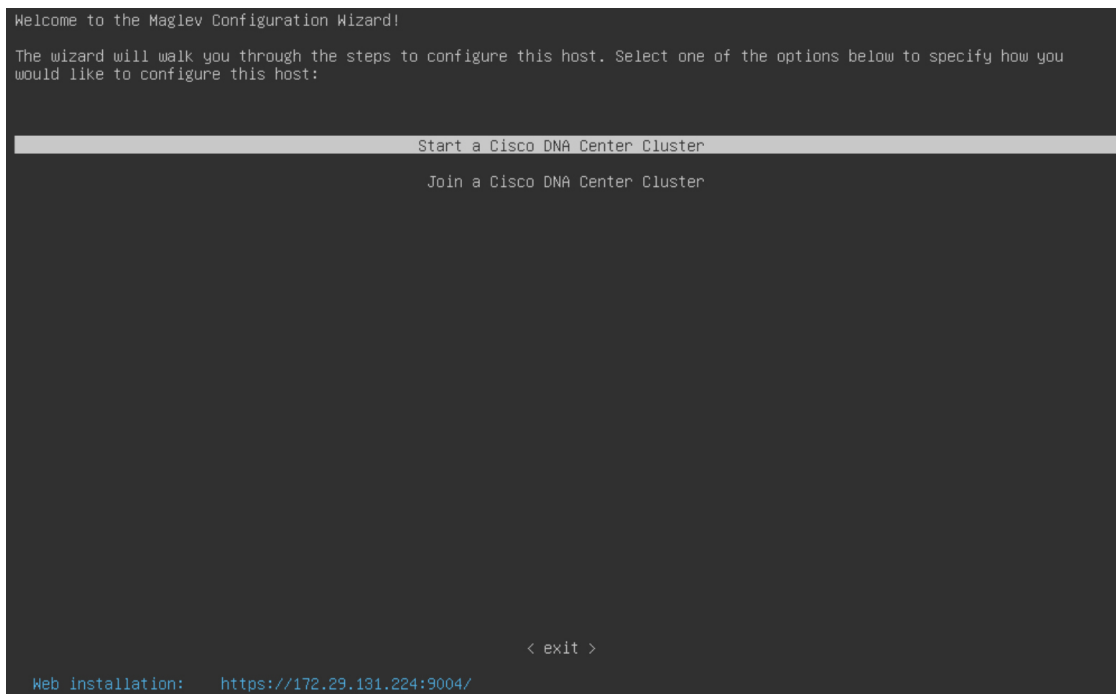 Welcome to the Maglev Configuration Wizard!
The wizard will walk you through the steps to configure this host. Select one of the options below to specify how you
would like to configure this host:
Start a Cisco DNA Center Cluster
Join a Cisco DNA Center Cluster
< exit >
Web installation: https://172.29.131.224:9004/